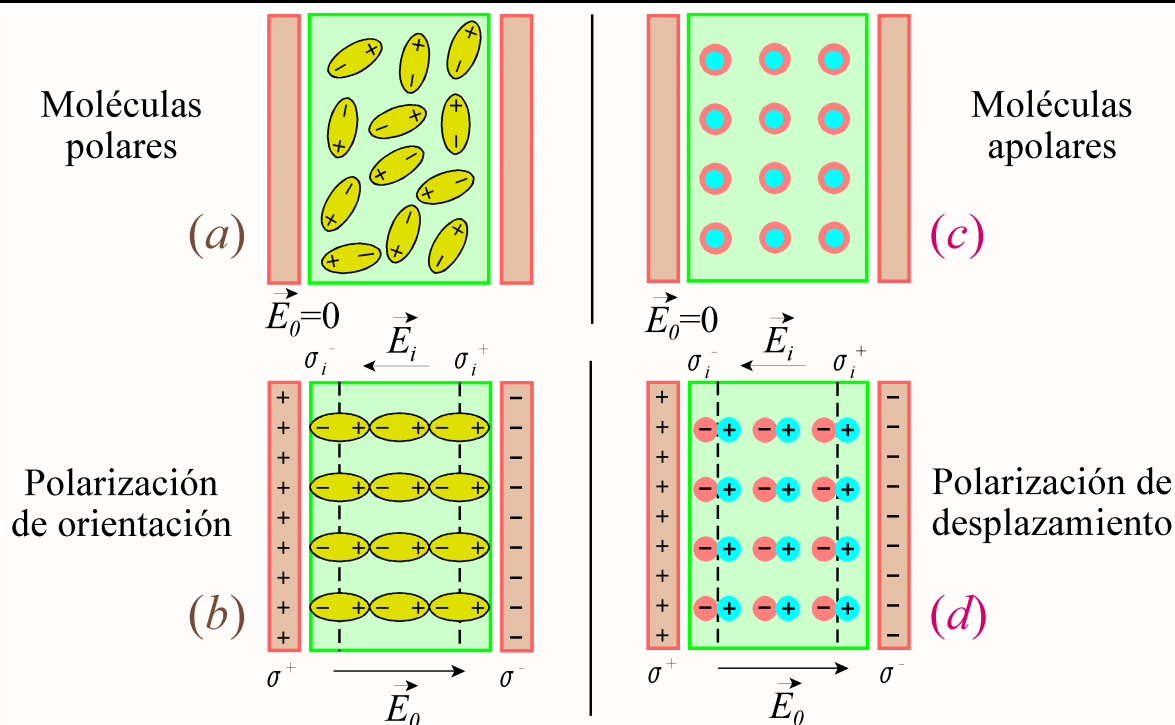 Moléculas
polares
(a)
E₀=0
Moléculas
apolares
(c)
E₀=0
σᵢ⁻ Eᵢ σᵢ⁺
Polarización
de orientación
(b)
σ⁺ E₀ σ⁻
σᵢ⁻ Eᵢ σᵢ⁺
Polarización de
desplazamiento
(d)
σ⁺ E₀ σ⁻